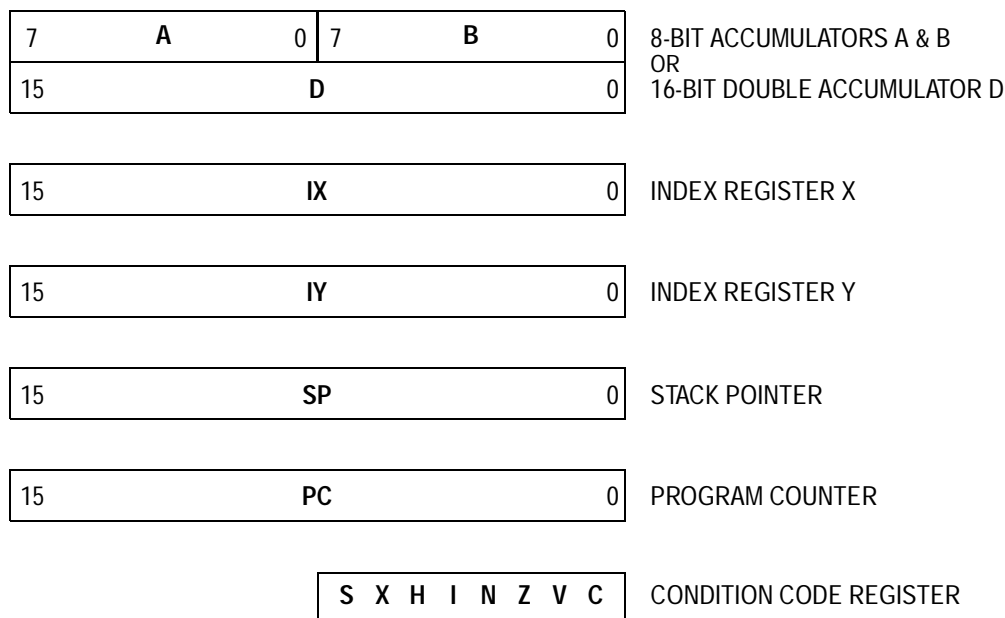 7 A 0 7 B 0 8-BIT ACCUMULATORS A & B
OR
15 D 0 16-BIT DOUBLE ACCUMULATOR D
15 IX 0 INDEX REGISTER X
15 IY 0 INDEX REGISTER Y
15 SP 0 STACK POINTER
15 PC 0 PROGRAM COUNTER
S X H I N Z V C CONDITION CODE REGISTER